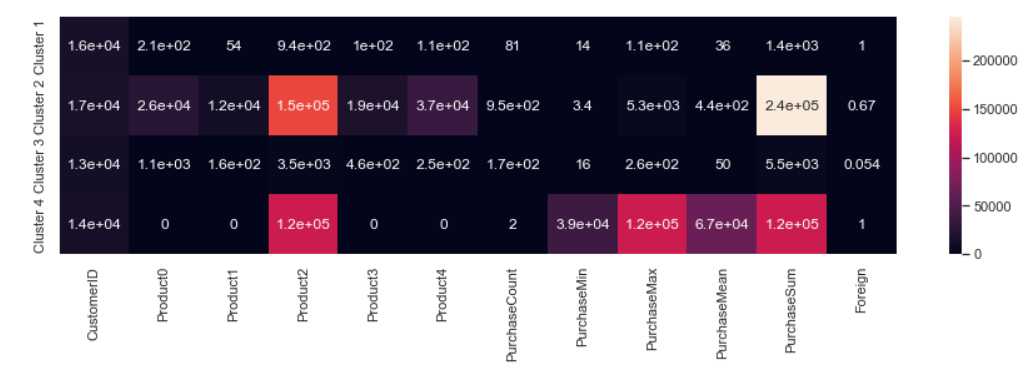 Cluster 1 1.6e+04 2.1e+02 54 9.4e+02 1e+02 1.1e+02 81 14 1.1e+02 36 1.4e+03 1
Cluster 2 1.7e+04 2.6e+04 1.2e+04 1.5e+05 1.9e+04 3.7e+04 9.5e+02 3.4 5.3e+03 4.4e+02 2.4e+05 0.67
Cluster 3 1.3e+04 1.1e+03 1.6e+02 3.5e+03 4.6e+02 2.5e+02 1.7e+02 16 2.6e+02 50 5.5e+03 0.054
Cluster 4 1.4e+04 0 0 1.2e+05 0 0 2 3.9e+04 1.2e+05 6.7e+04 1.2e+05 1
CustomerID
Product0
Product1
Product2
Product3
Product4
PurchaseCount
PurchaseMin
PurchaseMax
PurchaseMean
PurchaseSum
Foreign
200000
150000
100000
50000
0